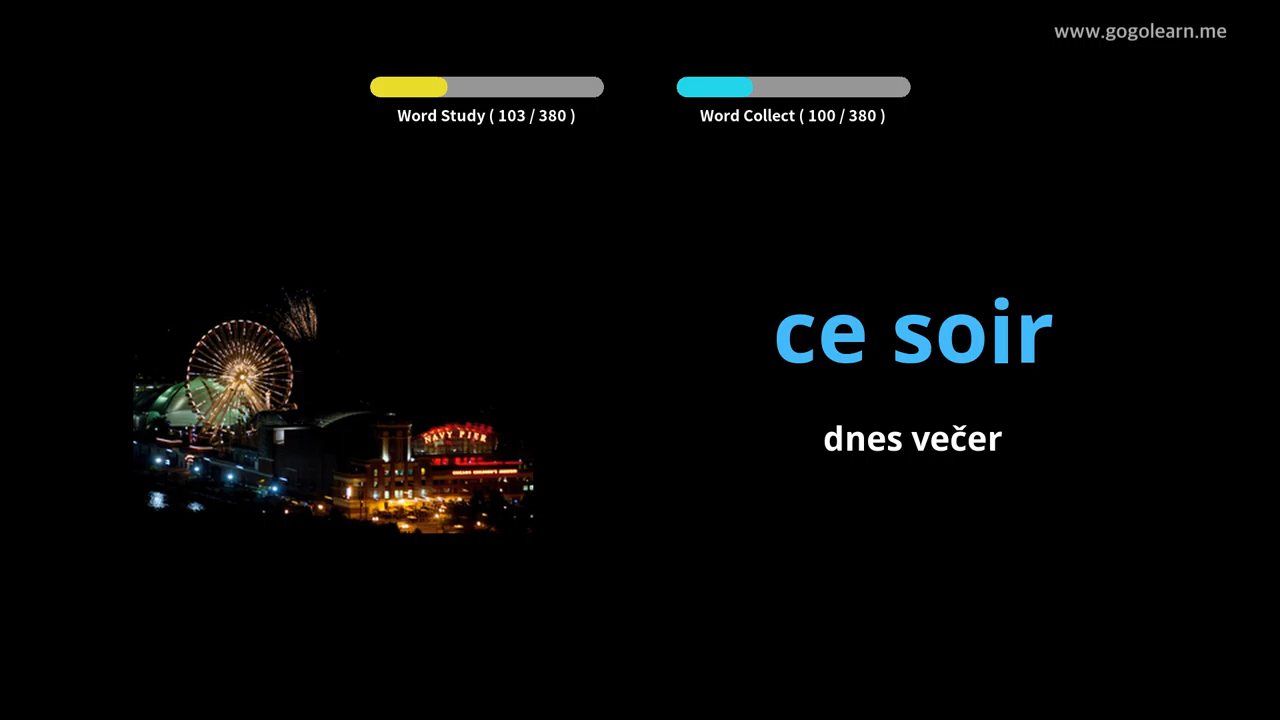 www.gogolearn.me
Word Study ( 103 / 380 )
Word Collect ( 100 / 380 )
ce soir
dnes večer
NAVY PIER